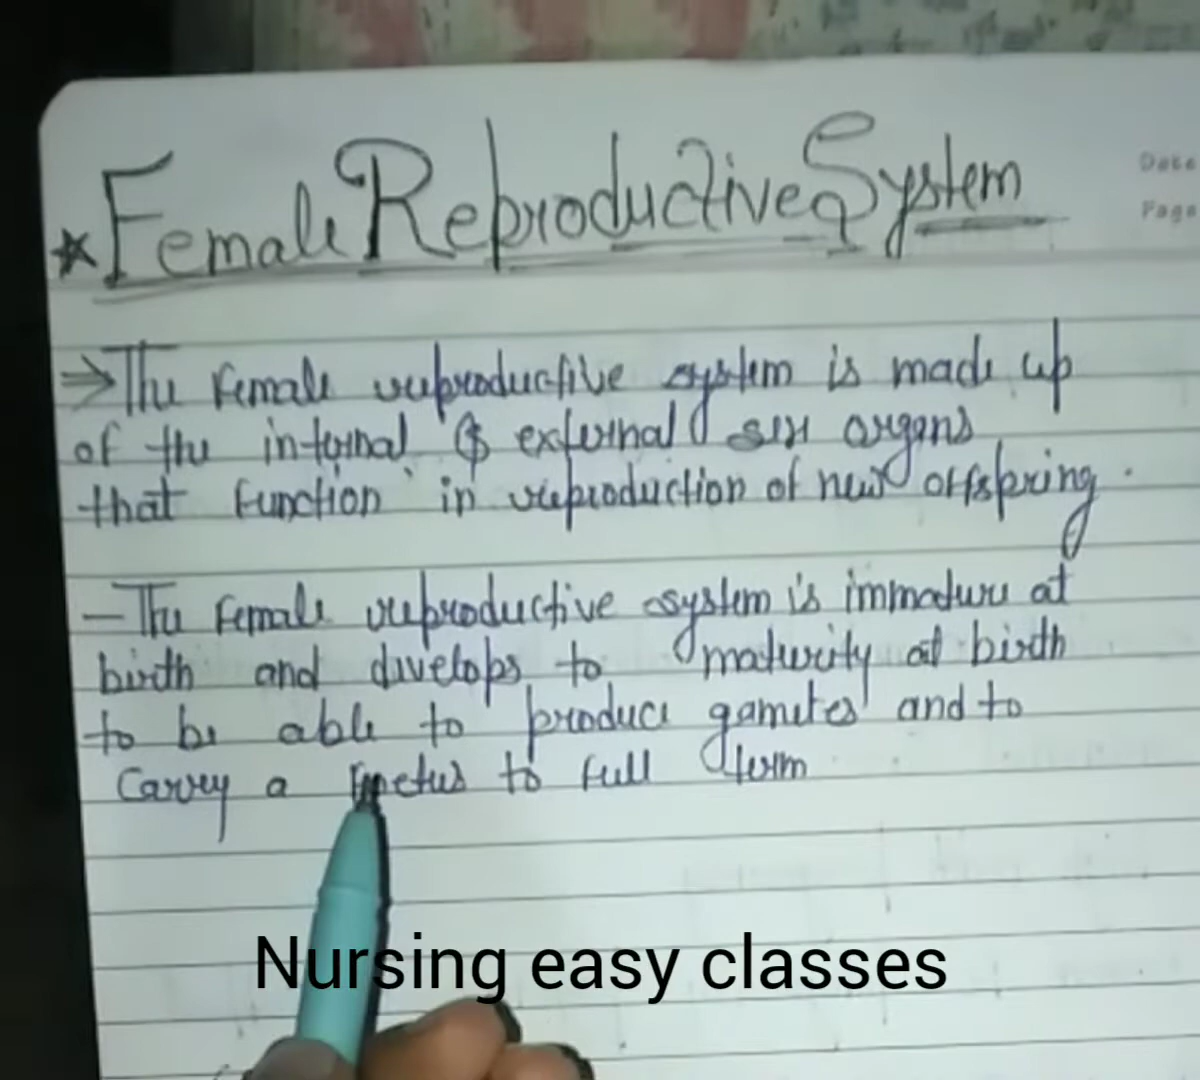 * Female Reproductive System
Date
Page
⇒ The female reproductive system is made up
of the internal & external sex organs
that function in reproduction of new offspring.
— The female reproductive system is immature at
birth and divelops to maturity at birth
to be able to produce gametes and to
Carry a foetus to full term
Nursing easy classes